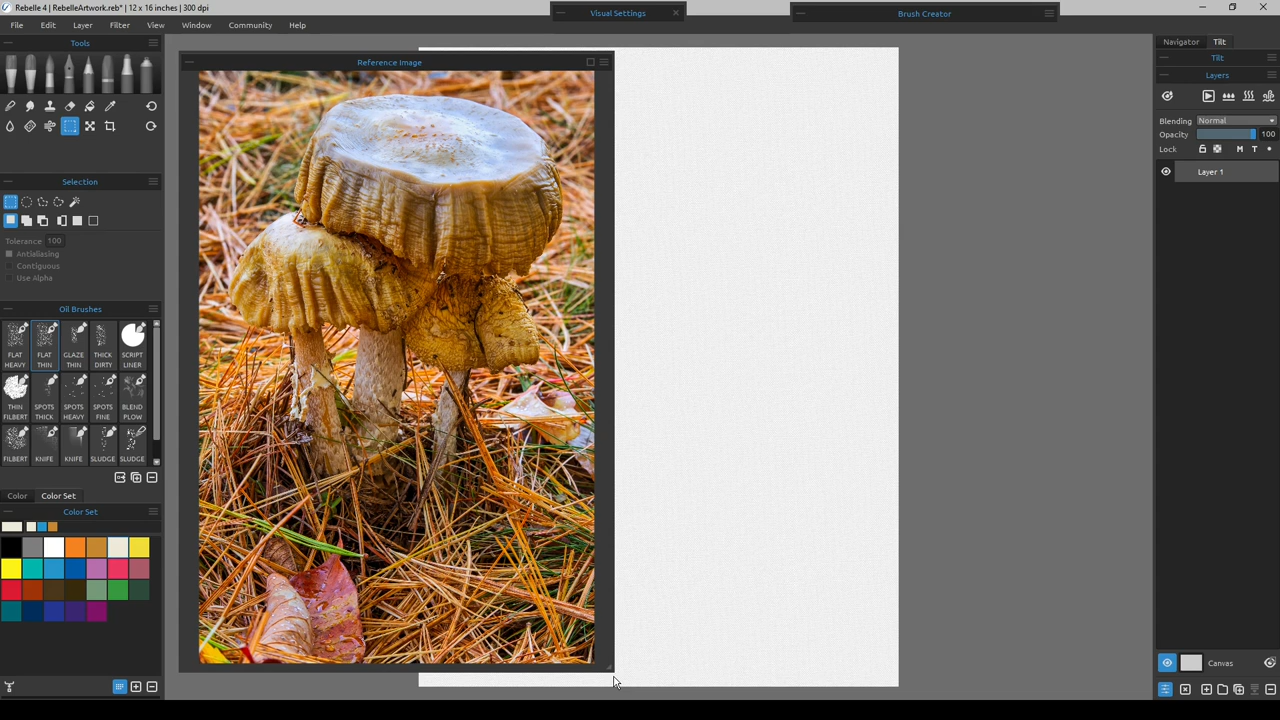 Rebelle 4 | RebelleArtwork.reb* | 12 x 16 inches | 300 dpi
Visual Settings
Brush Creator
File Edit Layer Filter View Window Community Help
Tools
Reference Image
Navigator Tilt
Tilt
Layers
Blending Normal
Opacity 100
Lock M T
Layer 1
Selection
Tolerance 100
Antialiasing
Contiguous
Use Alpha
Oil Brushes
FLAT HEAVY
FLAT THIN
GLAZE THIN
THICK DIRTY
SCRIPT LINER
THIN FILBERT
SPOTS THICK
SPOTS HEAVY
SPOTS FINE
BLEND PLOW
FILBERT KNIFE KNIFE SLUDGE SLUDGE
Color Color Set
Color Set
Canvas